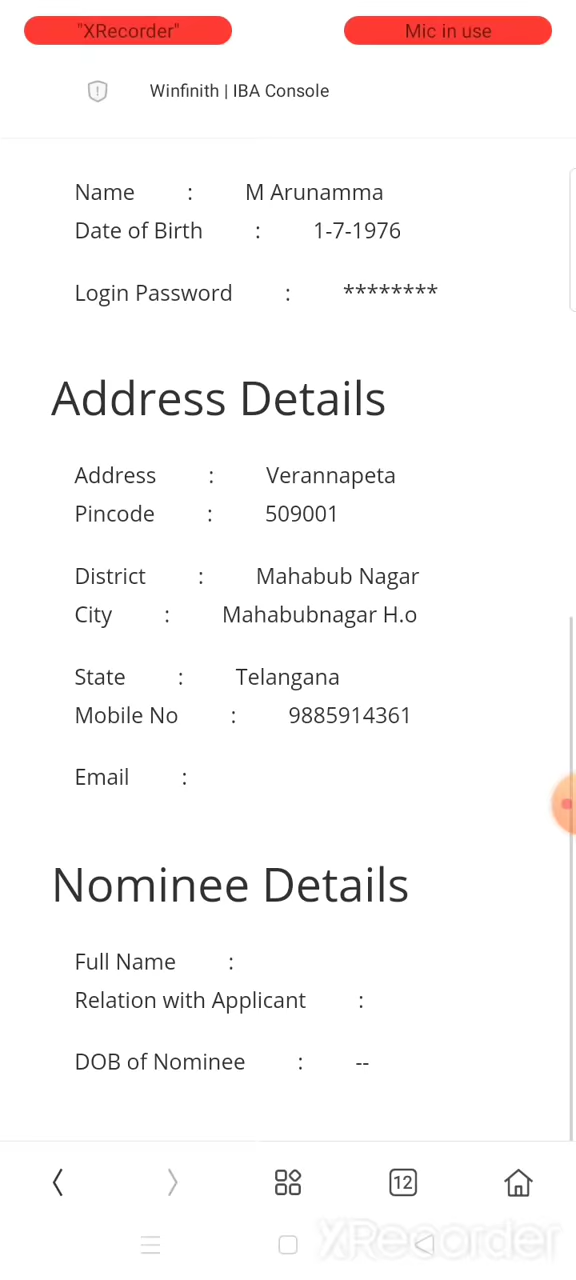 "XRecorder" Mic in use
Winfinith | IBA Console
Name : M Arunamma
Date of Birth : 1-7-1976
Login Password : ********
Address Details
Address : Verannapeta
Pincode : 509001
District : Mahabub Nagar
City : Mahabubnagar H.o
State : Telangana
Mobile No : 9885914361
Email :
Nominee Details
Full Name :
Relation with Applicant :
DOB of Nominee : --
12
XRecorder